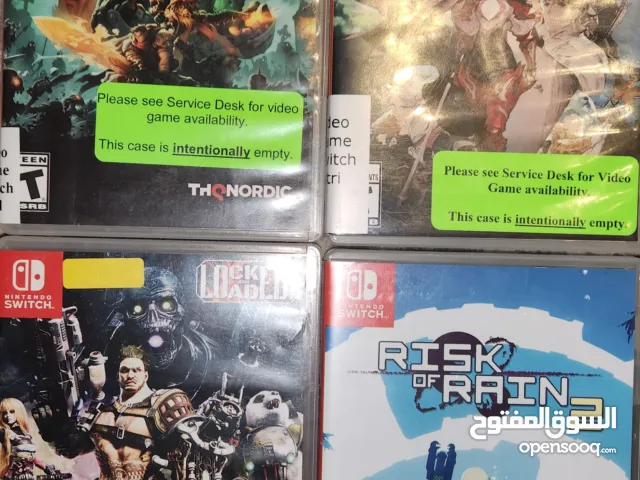 Please see Service Desk for video
game availability.
This case is intentionally empty.
TEEN
T
ESRB
THQNORDIC
Please see Service Desk for Video
Game availability.
This case is intentionally empty.
NINTENDO
SWITCH
LOADED
NINTENDO
SWITCH
RISK
OF RAIN 2
السوق المفتوح
opensooq.com